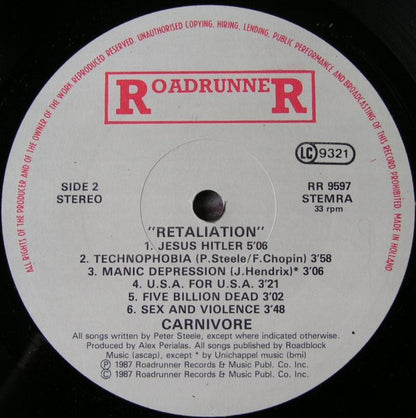 ALL RIGHTS OF THE PRODUCER AND OF THE OWNER OF THE WORK REPRODUCED RESERVED. UNAUTHORISED COPYING, HIRING, LENDING, PUBLIC PERFORMANCE AND BROADCASTING OF THIS RECORD PROHIBITED. MADE IN HOLLAND
ROADRUNNER
LC 9321
SIDE 2
STEREO
RR 9597
STEMRA
33 rpm
"RETALIATION"
1. JESUS HITLER 5'06
2. TECHNOPHOBIA (P.Steele/F.Chopin) 3'58
3. MANIC DEPRESSION (J.Hendrix)* 3'06
4. U.S.A. FOR U.S.A. 3'21
5. FIVE BILLION DEAD 3'02
6. SEX AND VIOLENCE 3'48
CARNIVORE
All songs written by Peter Steele, except where indicated otherwise.
Produced by Alex Perialas. All songs published by Roadblock
Music (ascap), except * by Unichappel music (bmi)
Ⓟ 1987 Roadrunner Records & Music Publ. Co. Inc.
© 1987 Roadrunner Records & Music Publ. Co. Inc.